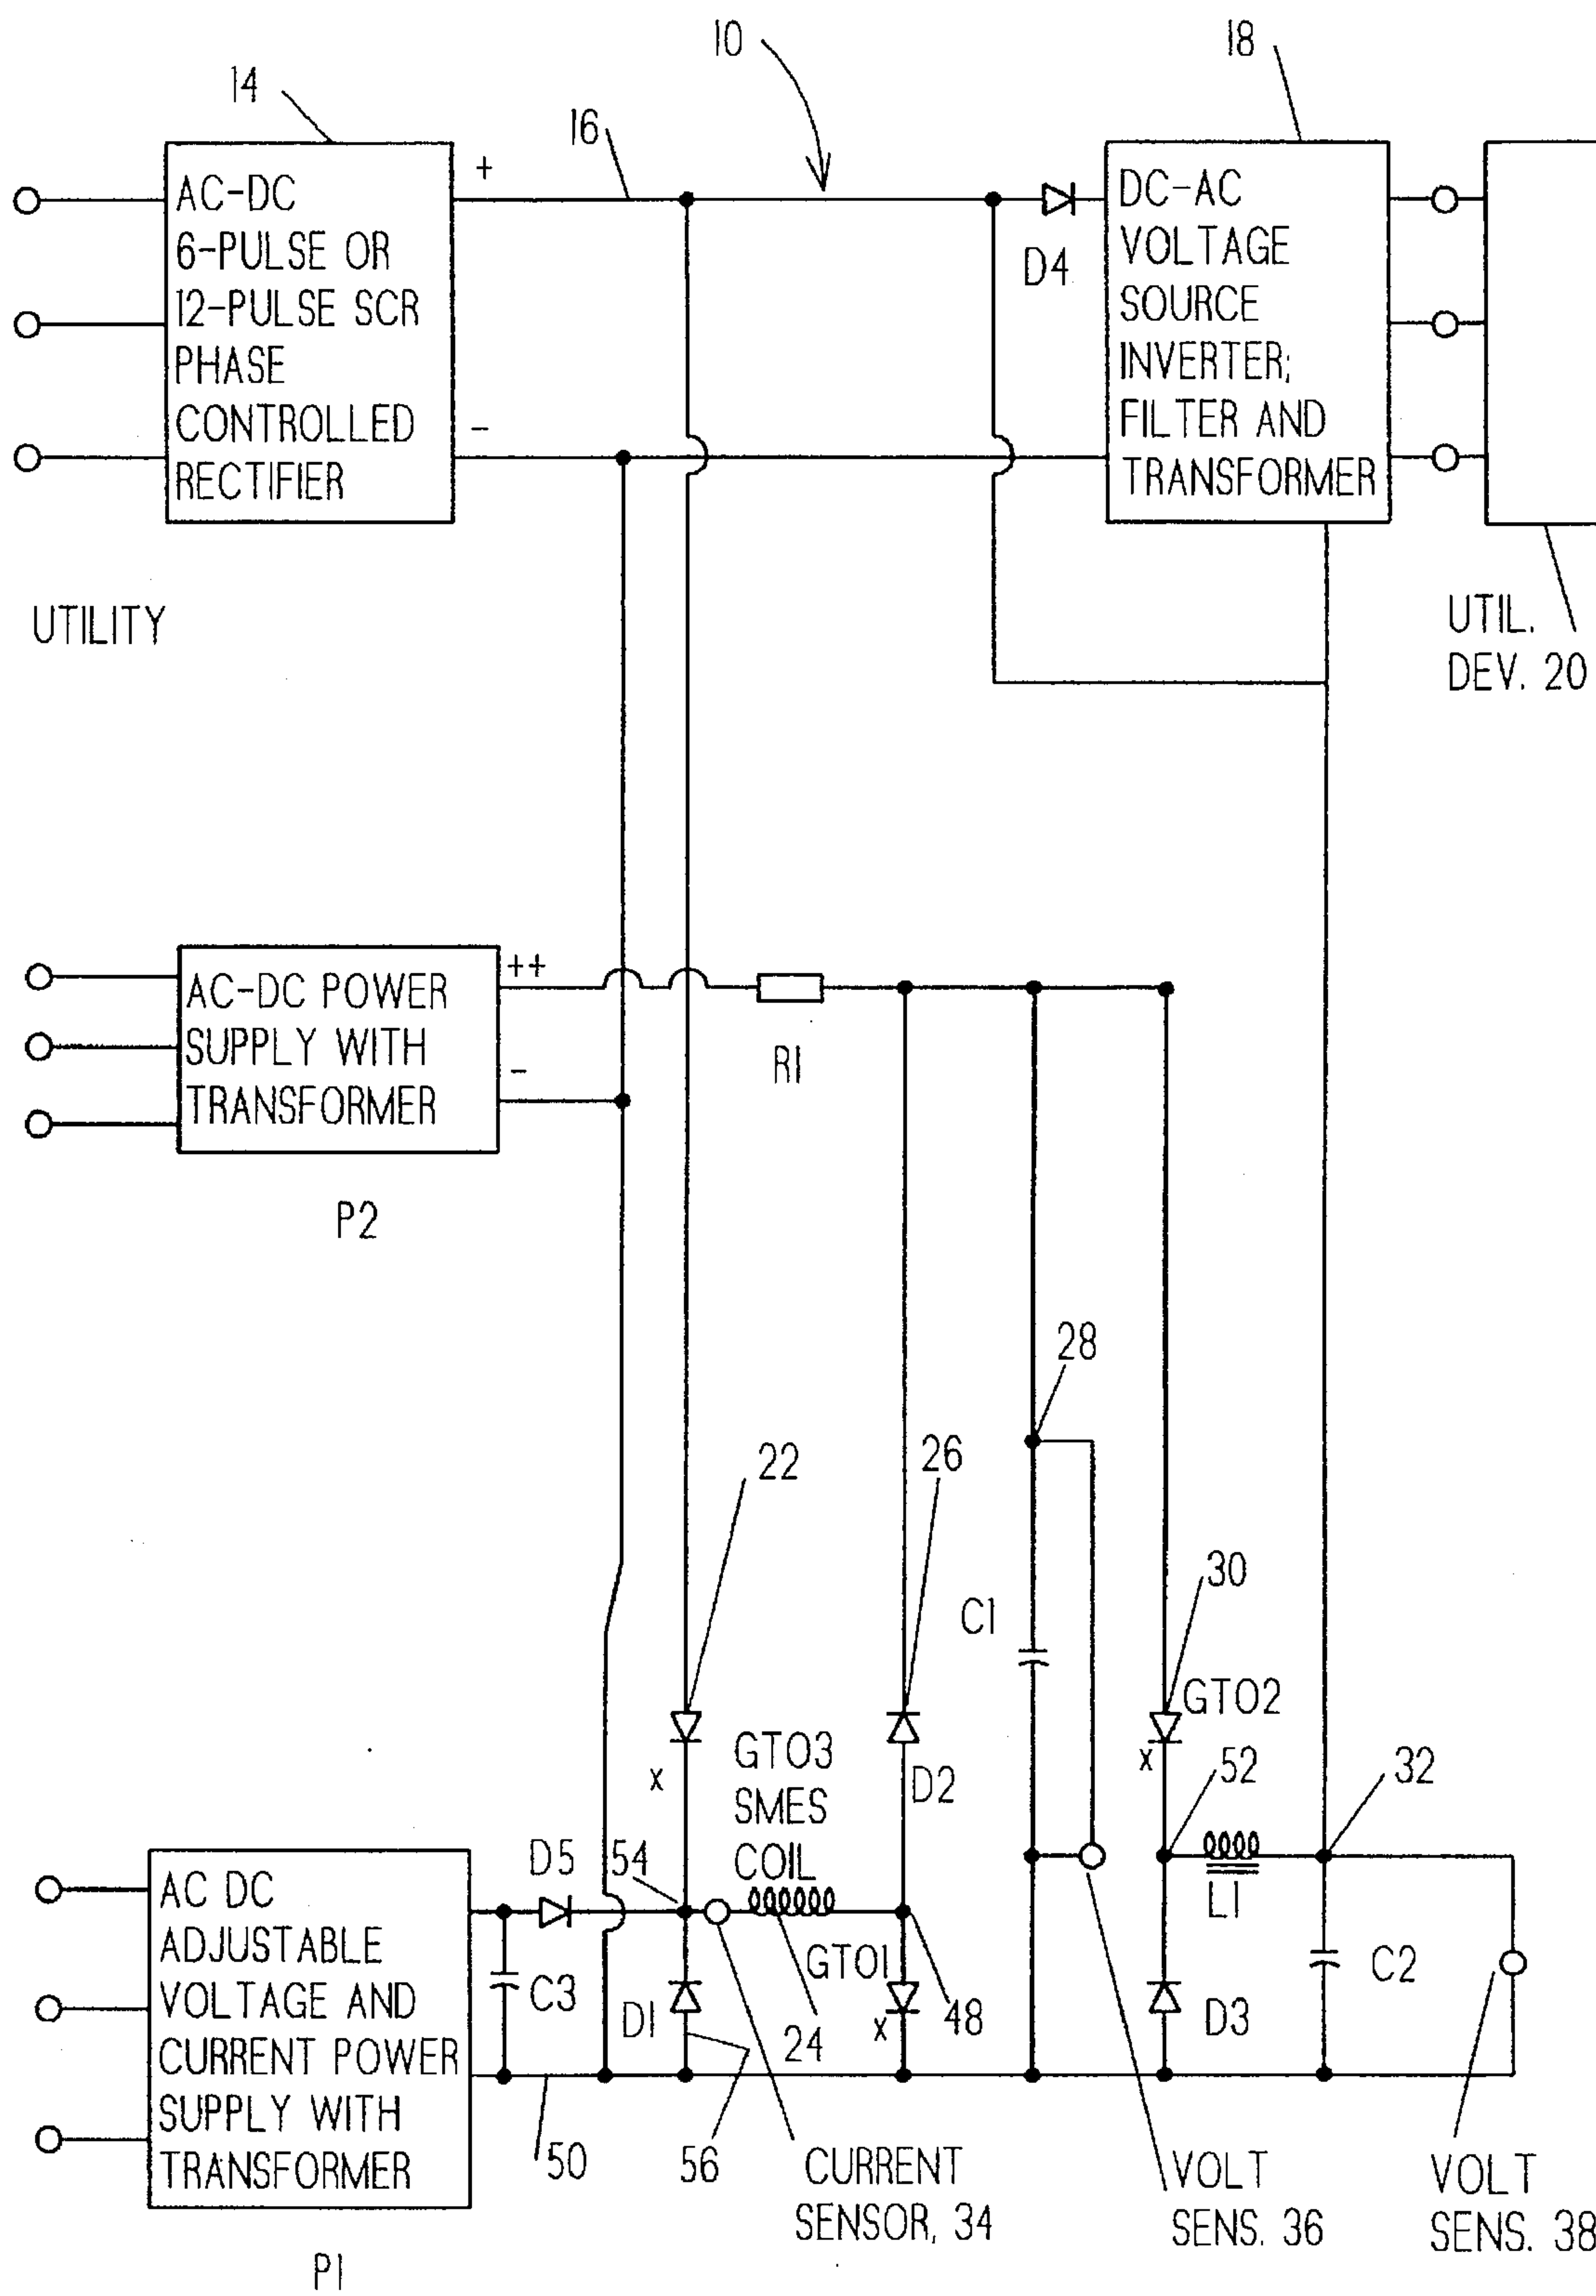 10
18
14
16
+
AC-DC
6-PULSE OR
12-PULSE SCR
PHASE
CONTROLLED
RECTIFIER
-
D4
DC-AC
VOLTAGE
SOURCE
INVERTER;
FILTER AND
TRANSFORMER
UTILITY
UTIL.
DEV. 20
++
AC-DC POWER
SUPPLY WITH
TRANSFORMER
-
R1
P2
28
22
26
30
C1
GTO2
x
GTO3
SMES
COIL
x
D2
52
32
D5
54
L1
AC DC
ADJUSTABLE
VOLTAGE AND
CURRENT POWER
SUPPLY WITH
TRANSFORMER
C3
D1
GTO1
x
24
48
D3
C2
50
56
CURRENT
SENSOR, 34
VOLT
SENS. 36
VOLT
SENS. 38
P1